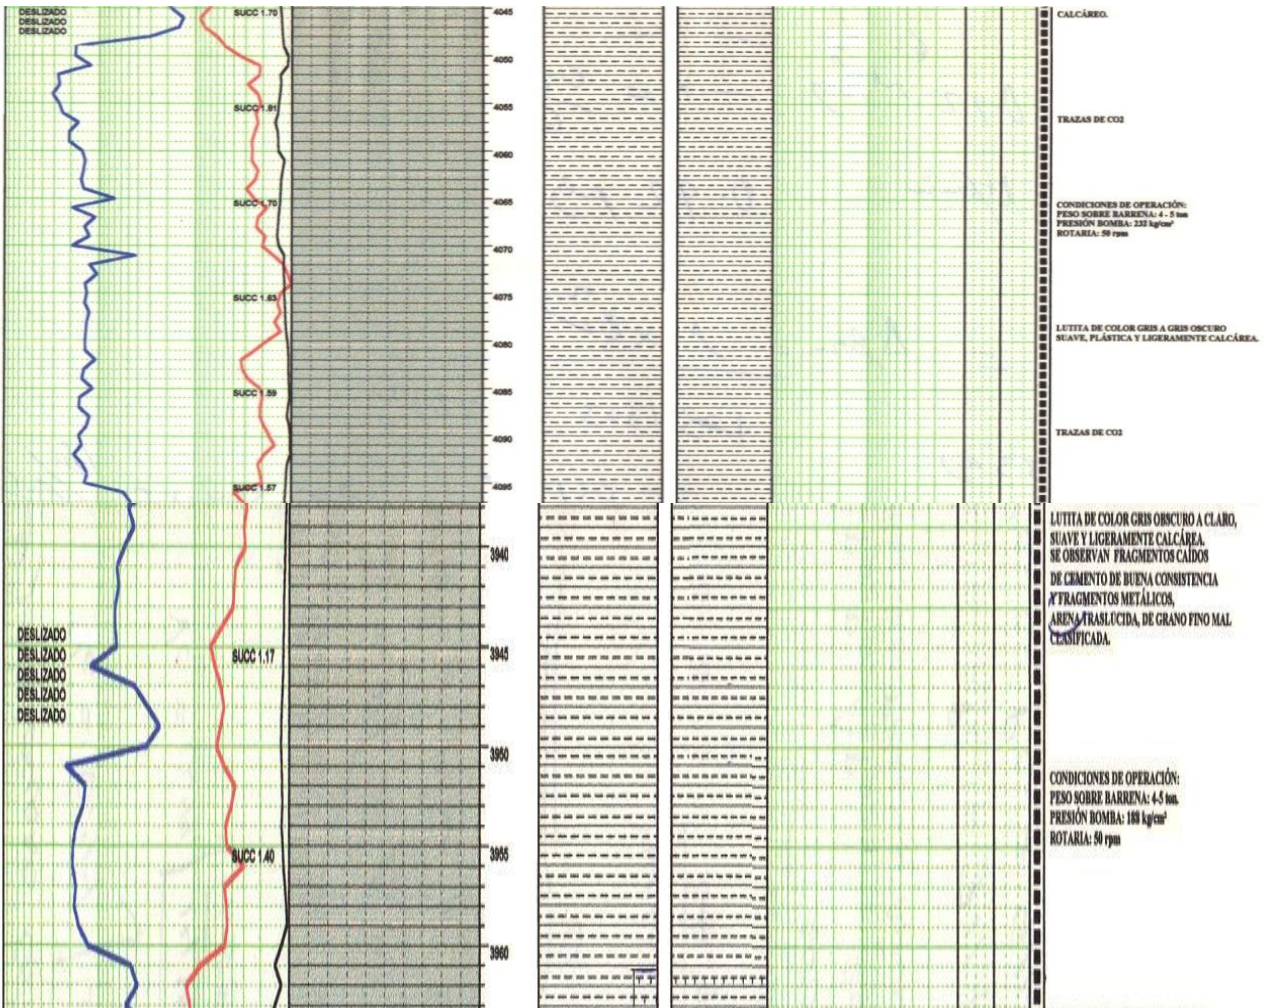 DESLIZADO
DESLIZADO
DESLIZADO
SUCC 1.70
4045
CALCÁREO.
4050
SUCC 1.91
4055
TRAZAS DE CO2
4060
SUCC 1.70
4065
CONDICIONES DE OPERACIÓN:
PESO SOBRE BARRENA: 4 - 5 ton
PRESIÓN BOMBA: 232 kg/cm²
ROTARIA: 50 rpm
4070
SUCC 1.63
4075
LUTITA DE COLOR GRIS A GRIS OSCURO
SUAVE, PLÁSTICA Y LIGERAMENTE CALCÁREA.
4080
SUCC 1.59
4085
4090
TRAZAS DE CO2
SUCC 1.57
4095
LUTITA DE COLOR GRIS OBSCURO A CLARO,
SUAVE Y LIGERAMENTE CALCÁREA.
SE OBSERVAN FRAGMENTOS CAÍDOS
DE CEMENTO DE BUENA CONSISTENCIA
Y FRAGMENTOS METÁLICOS,
ARENA TRASLUCIDA, DE GRANO FINO MAL
CLASIFICADA.
3940
DESLIZADO
DESLIZADO
DESLIZADO
DESLIZADO
DESLIZADO
SUCC 1.17
3945
3950
CONDICIONES DE OPERACIÓN:
PESO SOBRE BARRENA: 4-5 ton.
PRESIÓN BOMBA: 188 kg/cm²
ROTARIA: 50 rpm
SUCC 1.40
3955
3960